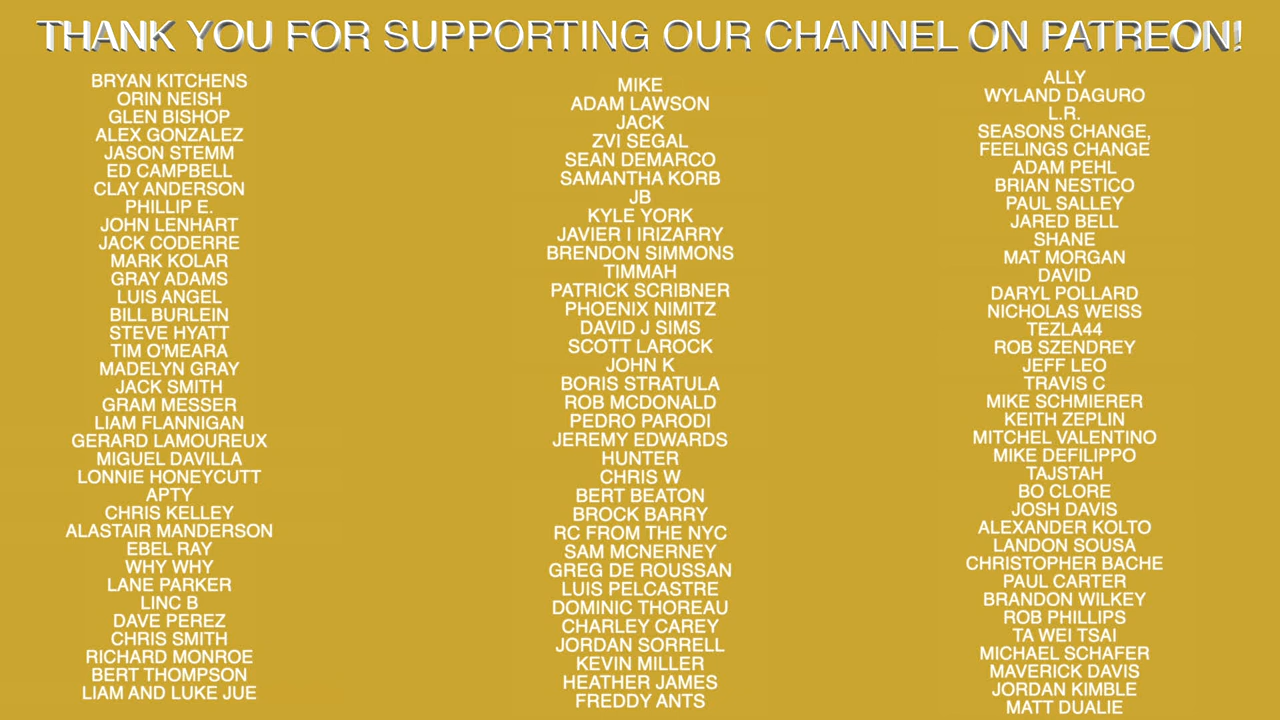 THANK YOU FOR SUPPORTING OUR CHANNEL ON PATREON!
BRYAN KITCHENS
ORIN NEISH
GLEN BISHOP
ALEX GONZALEZ
JASON STEMM
ED CAMPBELL
CLAY ANDERSON
PHILLIP E.
JOHN LENHART
JACK CODERRE
MARK KOLAR
GRAY ADAMS
LUIS ANGEL
BILL BURLEIN
STEVE HYATT
TIM O'MEARA
MADELYN GRAY
JACK SMITH
GRAM MESSER
LIAM FLANNIGAN
GERARD LAMOUREUX
MIGUEL DAVILLA
LONNIE HONEYCUTT
APTY
CHRIS KELLEY
ALASTAIR MANDERSON
EBEL RAY
WHY WHY
LANE PARKER
LINC B
DAVE PEREZ
CHRIS SMITH
RICHARD MONROE
BERT THOMPSON
LIAM AND LUKE JUE
MIKE
ADAM LAWSON
JACK
ZVI SEGAL
SEAN DEMARCO
SAMANTHA KORB
JB
KYLE YORK
JAVIER I IRIZARRY
BRENDON SIMMONS
TIMMAH
PATRICK SCRIBNER
PHOENIX NIMITZ
DAVID J SIMS
SCOTT LAROCK
JOHN K
BORIS STRATULA
ROB MCDONALD
PEDRO PARODI
JEREMY EDWARDS
HUNTER
CHRIS W
BERT BEATON
BROCK BARRY
RC FROM THE NYC
SAM MCNERNEY
GREG DE ROUSSAN
LUIS PELCASTRE
DOMINIC THOREAU
CHARLEY CAREY
JORDAN SORRELL
KEVIN MILLER
HEATHER JAMES
FREDDY ANTS
ALLY
WYLAND DAGURO
L.R.
SEASONS CHANGE,
FEELINGS CHANGE
ADAM PEHL
BRIAN NESTICO
PAUL SALLEY
JARED BELL
SHANE
MAT MORGAN
DAVID
DARYL POLLARD
NICHOLAS WEISS
TEZLA44
ROB SZENDREY
JEFF LEO
TRAVIS C
MIKE SCHMIERER
KEITH ZEPLIN
MITCHEL VALENTINO
MIKE DEFILIPPO
TAJSTAH
BO CLORE
JOSH DAVIS
ALEXANDER KOLTO
LANDON SOUSA
CHRISTOPHER BACHE
PAUL CARTER
BRANDON WILKEY
ROB PHILLIPS
TA WEI TSAI
MICHAEL SCHAFER
MAVERICK DAVIS
JORDAN KIMBLE
MATT DUALIE